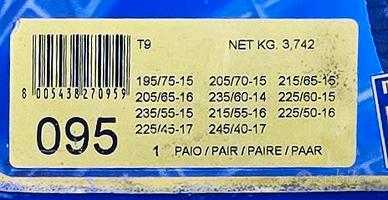 T9 NET KG. 3,742
195/75-15 205/70-15 215/65-15
205/65-16 235/60-14 225/60-15
235/55-15 215/55-16 225/50-16
225/45-17 245/40-17
8 005438 270959
095
1 PAIO / PAIR / PAIRE / PAAR